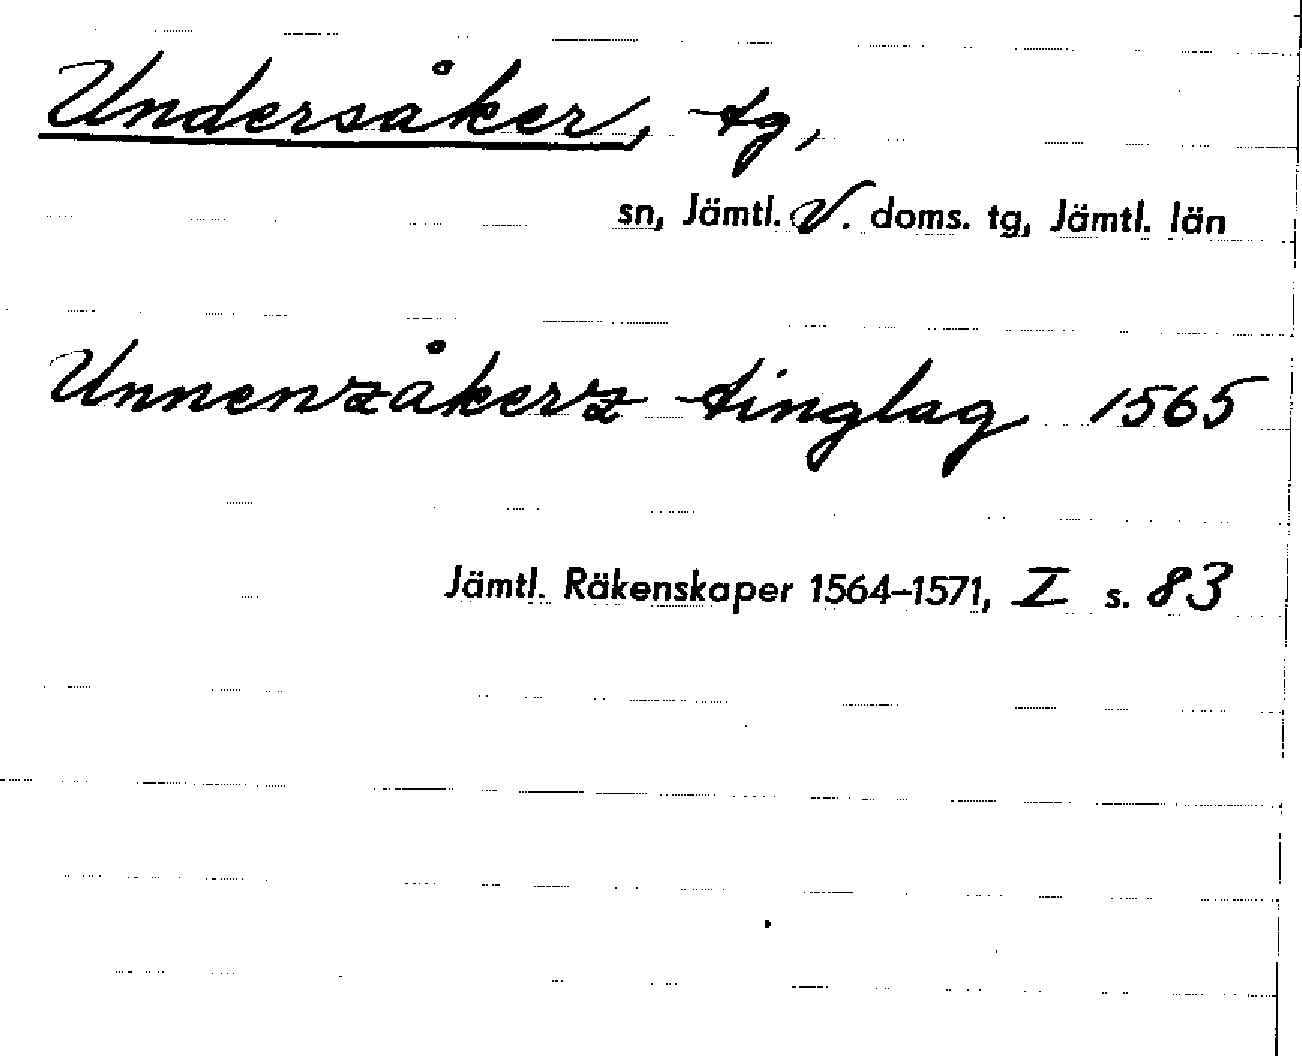 Undersåker, tg,
sn, Jämtl. V. doms. tg, Jämtl. län
Unnenzåkerz tinglag 1565
Jämtl. Räkenskaper 1564–1571, I s. 83